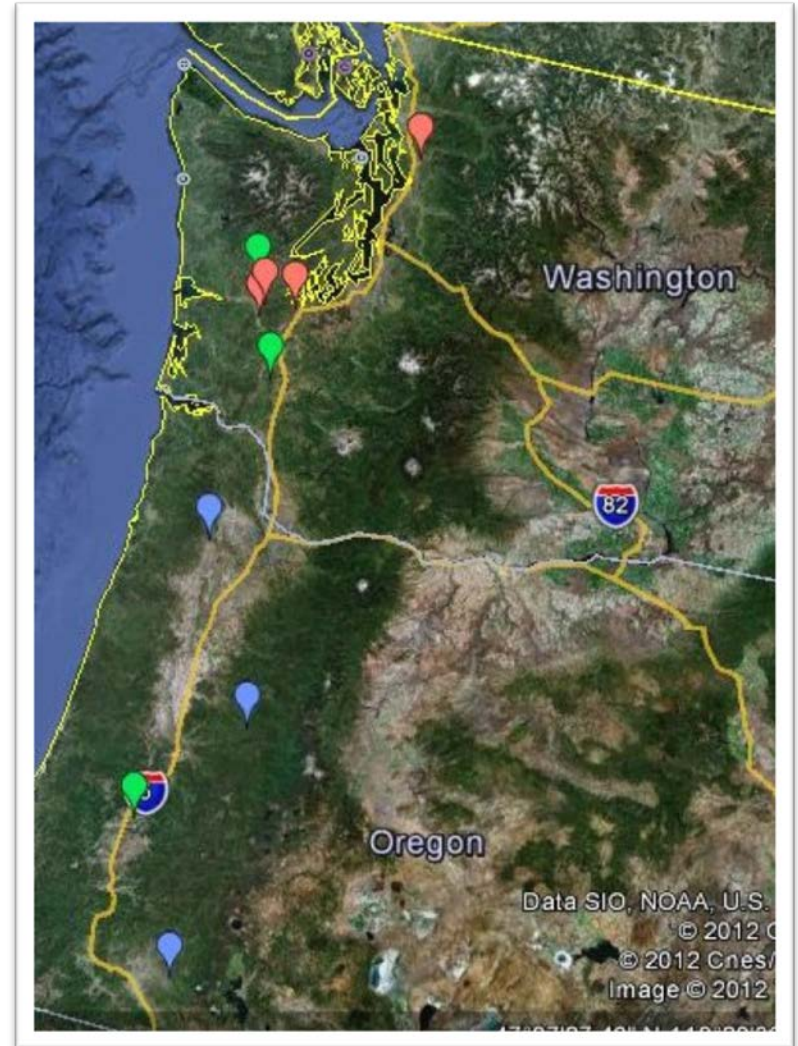 Washington
82
Oregon
Data SIO, NOAA, U.S.
© 2012
© 2012 Cnes/
Image © 2012